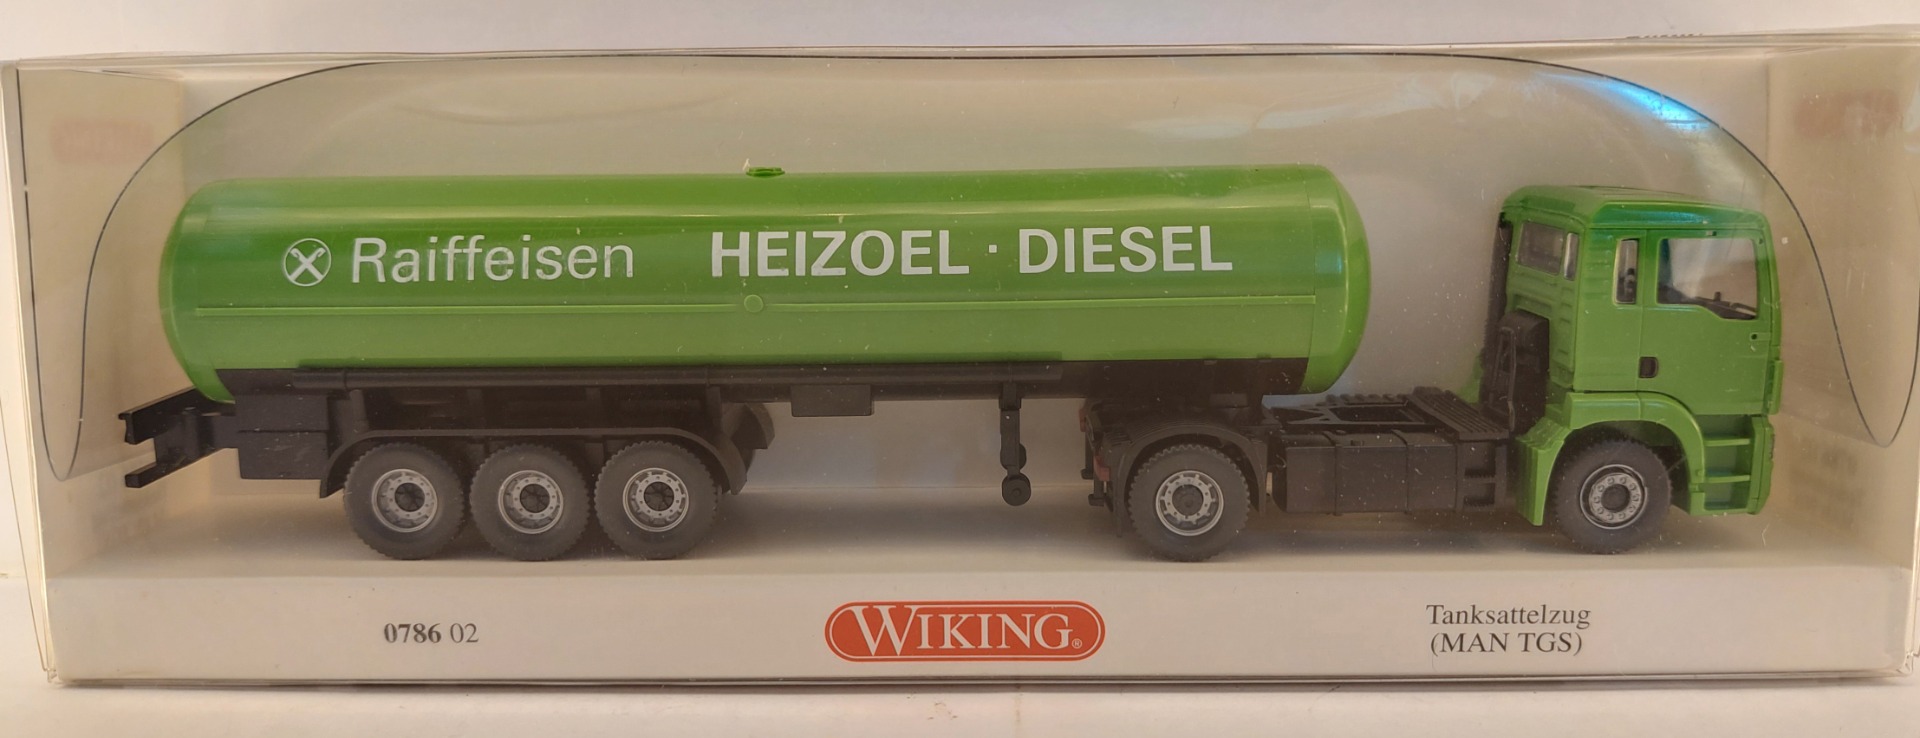 Raiffeisen HEIZOEL · DIESEL
0786 02
WIKING®
Tanksattelzug
(MAN TGS)